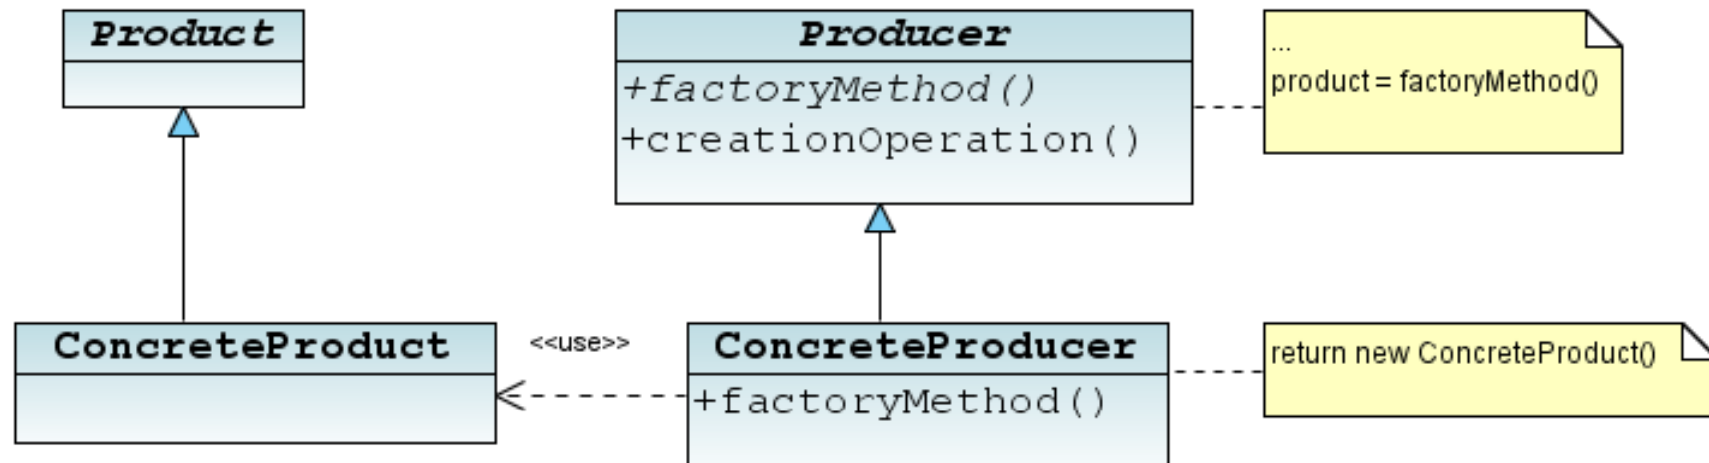 Product
Producer
+factoryMethod()
+creationOperation()
...
product = factoryMethod()
ConcreteProduct
<<use>>
ConcreteProducer
+factoryMethod()
return new ConcreteProduct()